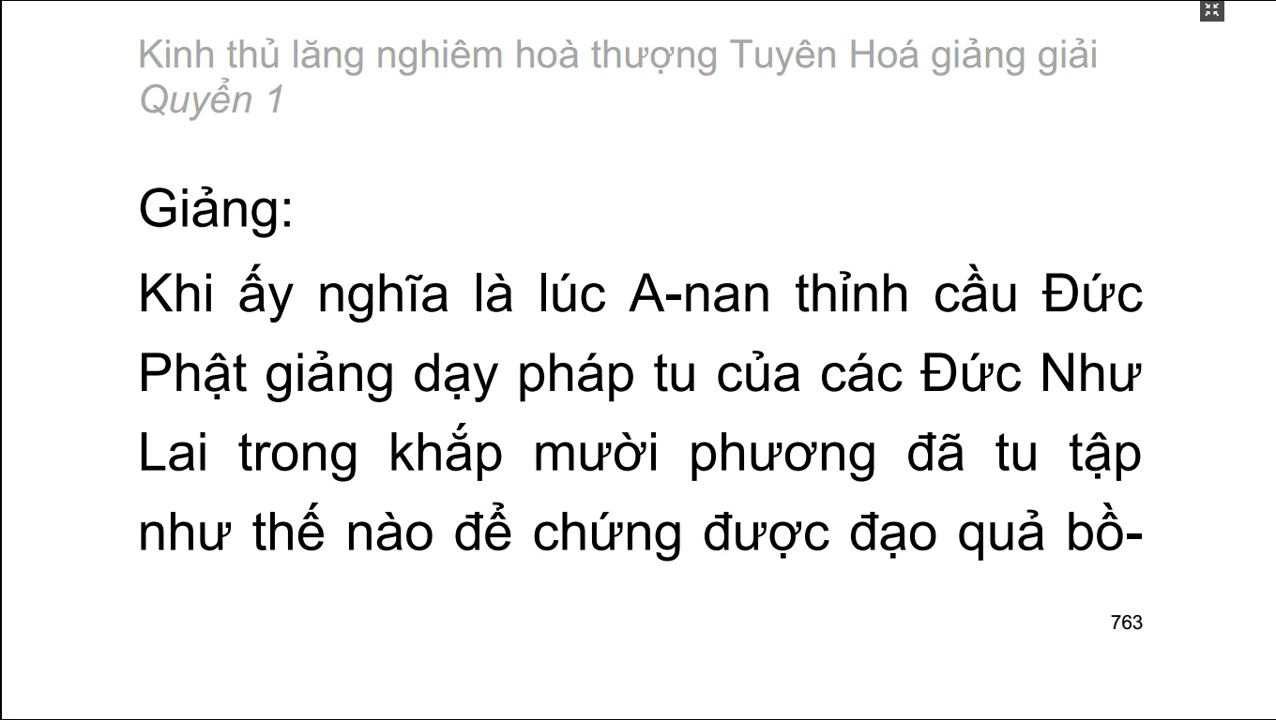 Kinh thủ lăng nghiêm hoà thượng Tuyên Hoá giảng giải
Quyển 1
Giảng:
Khi ấy nghĩa là lúc A-nan thỉnh cầu Đức
Phật giảng dạy pháp tu của các Đức Như
Lai trong khắp mười phương đã tu tập
như thế nào để chứng được đạo quả bồ-
763